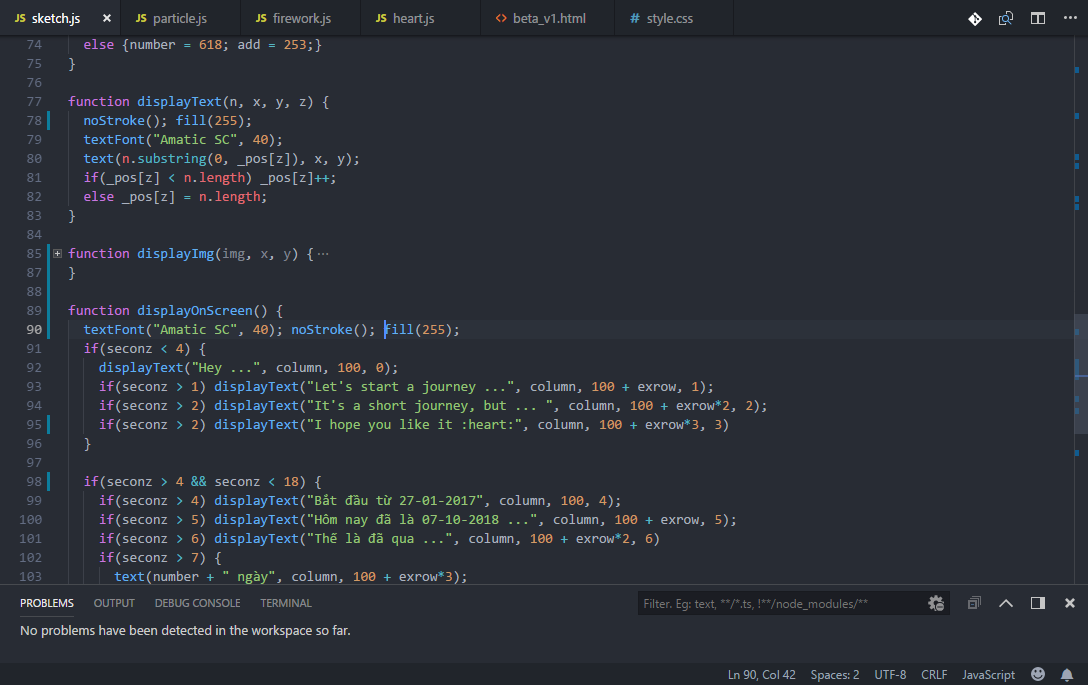 JS sketch.js × JS particle.js JS firework.js JS heart.js <> beta_v1.html # style.css
74 else {number = 618; add = 253;}
75 }
76
77 function displayText(n, x, y, z) {
78 noStroke(); fill(255);
79 textFont("Amatic SC", 40);
80 text(n.substring(0, _pos[z]), x, y);
81 if(_pos[z] < n.length) _pos[z]++;
82 else _pos[z] = n.length;
83 }
84
85 function displayImg(img, x, y) {···
87 }
88
89 function displayOnScreen() {
90 textFont("Amatic SC", 40); noStroke(); fill(255);
91 if(seconz < 4) {
92 displayText("Hey ...", column, 100, 0);
93 if(seconz > 1) displayText("Let's start a journey ...", column, 100 + exrow, 1);
94 if(seconz > 2) displayText("It's a short journey, but ... ", column, 100 + exrow*2, 2);
95 if(seconz > 2) displayText("I hope you like it :heart:", column, 100 + exrow*3, 3)
96 }
97
98 if(seconz > 4 && seconz < 18) {
99 if(seconz > 4) displayText("Bắt đầu từ 27-01-2017", column, 100, 4);
100 if(seconz > 5) displayText("Hôm nay đã là 07-10-2018 ...", column, 100 + exrow, 5);
101 if(seconz > 6) displayText("Thế là đã qua ...", column, 100 + exrow*2, 6)
102 if(seconz > 7) {
103 text(number + " ngày", column, 100 + exrow*3);
PROBLEMS OUTPUT DEBUG CONSOLE TERMINAL Filter. Eg: text, **/*.ts, !**/node_modules/**
No problems have been detected in the workspace so far.
Ln 90, Col 42 Spaces: 2 UTF-8 CRLF JavaScript